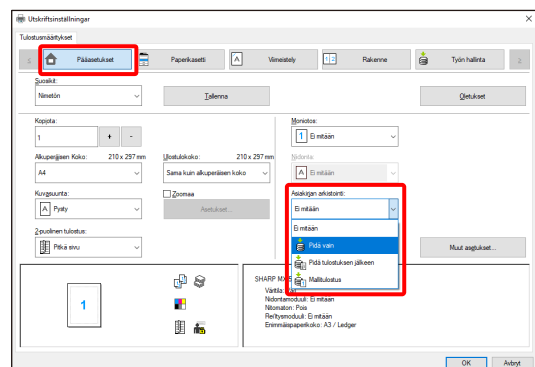 Utskriftsinställningar
Tulostusmääritykset
Pääasetukset
Paperikasetti
Viimeistely
Rakenne
Työn hallinta
Suosikit:
Nimetön
Tallenna
Oletukset
Kopiota:
1
+ -
Moniotos:
1 Ei mitään
Alkuperäisen Koko: 210 x 297 mm
A4
Ulostulokoko: 210 x 297 mm
Sama kuin alkuperäisen koko
Nidonta:
Ei mitään
Kuvasuunta:
A Pysty
Zoomaa
Asetukset...
Asiakirjan arkistointi:
Ei mitään
Ei mitään
Pidä vain
Pidä tulostuksen jälkeen
Mallitulostus
2-puolinen tulostus:
Pitkä sivu
Muut asetukset...
1
SHARP MX
Nidontamoduuli: Ei mitään
Nitomaton: Pois
Rei'itysmoduuli: Ei mitään
Enimmäispaperikoko: A3 / Ledger
OK
Avbryt